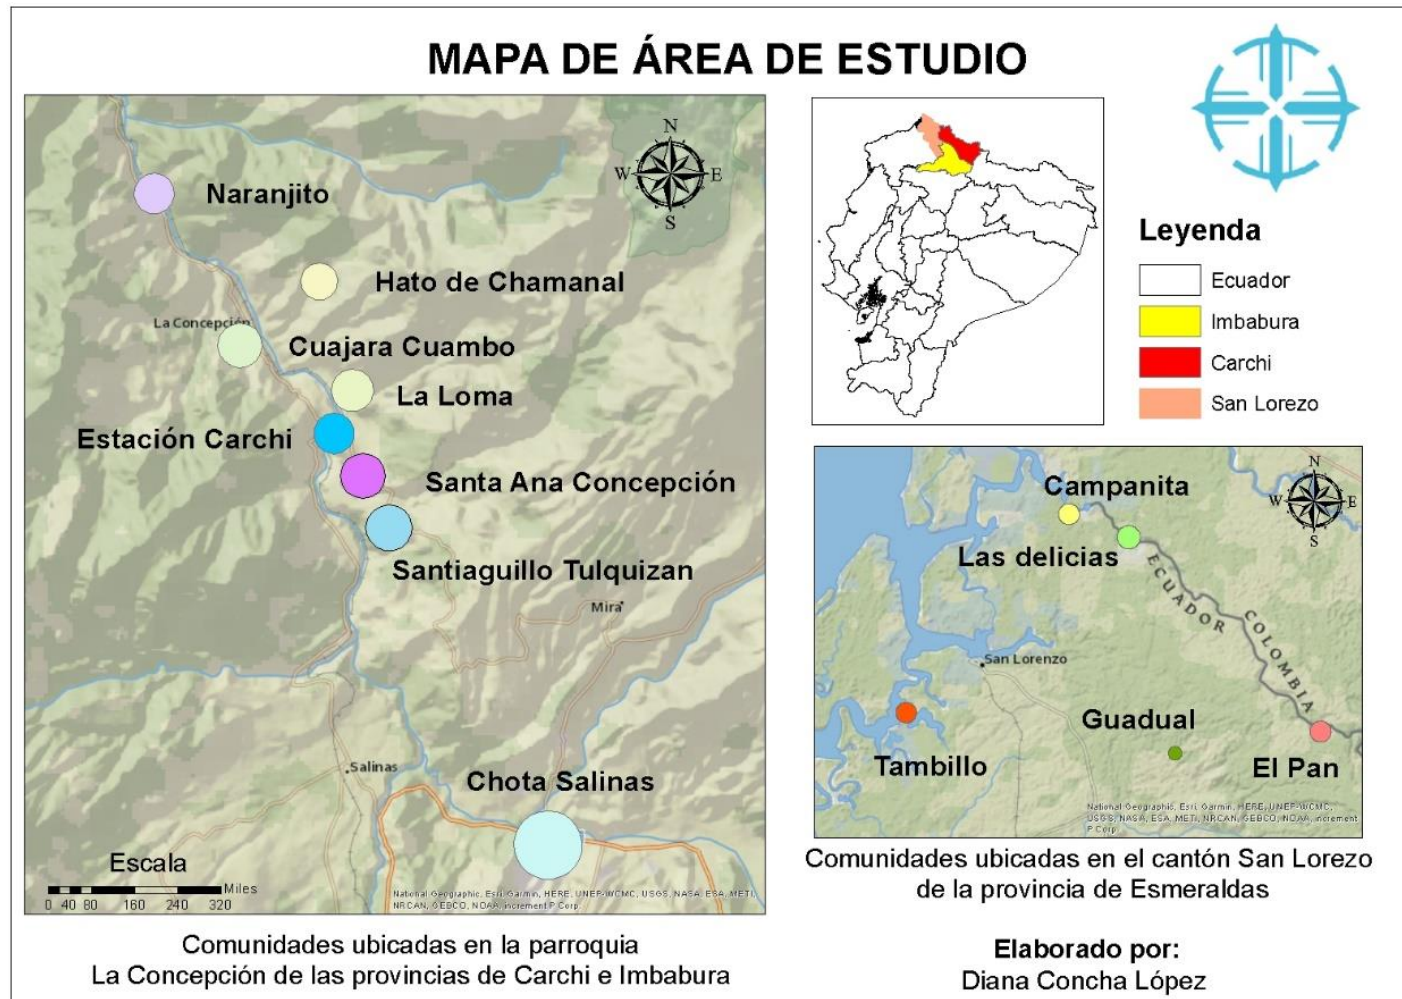 MAPA DE ÁREA DE ESTUDIO
N
W
E
S
Naranjito
Hato de Chamanal
La Concepción
Cuajara Cuambo
La Loma
Estación Carchi
Santa Ana Concepción
Santiaguillo Tulquizan
Mira
Salinas
Chota Salinas
Escala
Miles
0 40 80 160 240 320
National Geographic, Esri, Garmin, HERE, UNEP-WCMC, USGS, NASA, ESA, METI,
NRCAN, GEBCO, NOAA, increment P Corp.
Comunidades ubicadas en la parroquia
La Concepción de las provincias de Carchi e Imbabura
Leyenda
Ecuador
Imbabura
Carchi
San Lorezo
N
W
E
S
Campanita
Las delicias
ECUADOR
COLOMBIA
San Lorenzo
Guadual
Tambillo
El Pan
National Geographic, Esri, Garmin, HERE, UNEP-WCMC,
USGS, NASA, ESA, METI, NRCAN, GEBCO, NOAA, increment
P Corp.
Comunidades ubicadas en el cantón San Lorezo
de la provincia de Esmeraldas
Elaborado por:
Diana Concha López